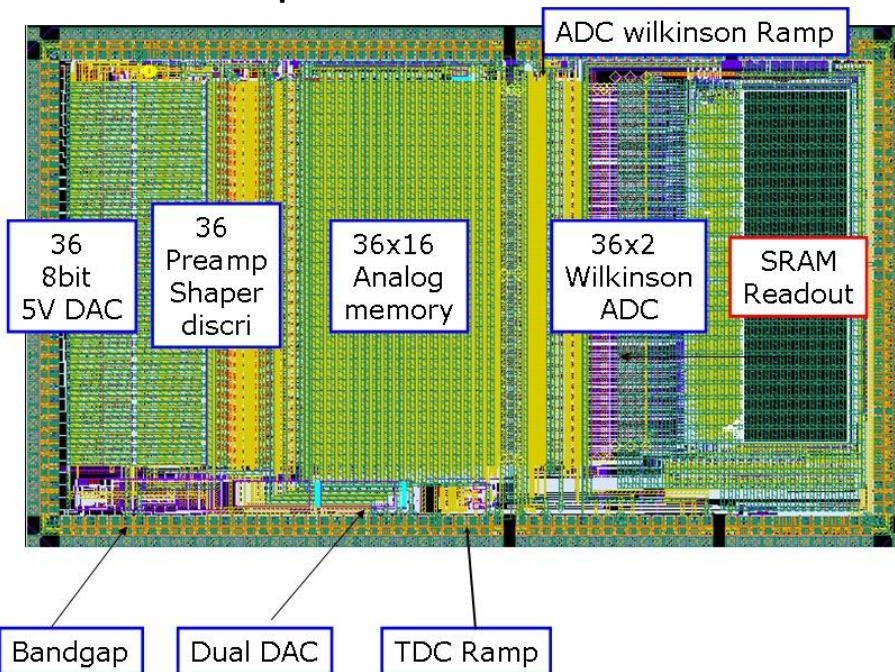 ADC wilkinson Ramp
36
8bit
5V DAC
36
Preamp
Shaper
discri
36x16
Analog
memory
36x2
Wilkinson
ADC
SRAM
Readout
Bandgap
Dual DAC
TDC Ramp